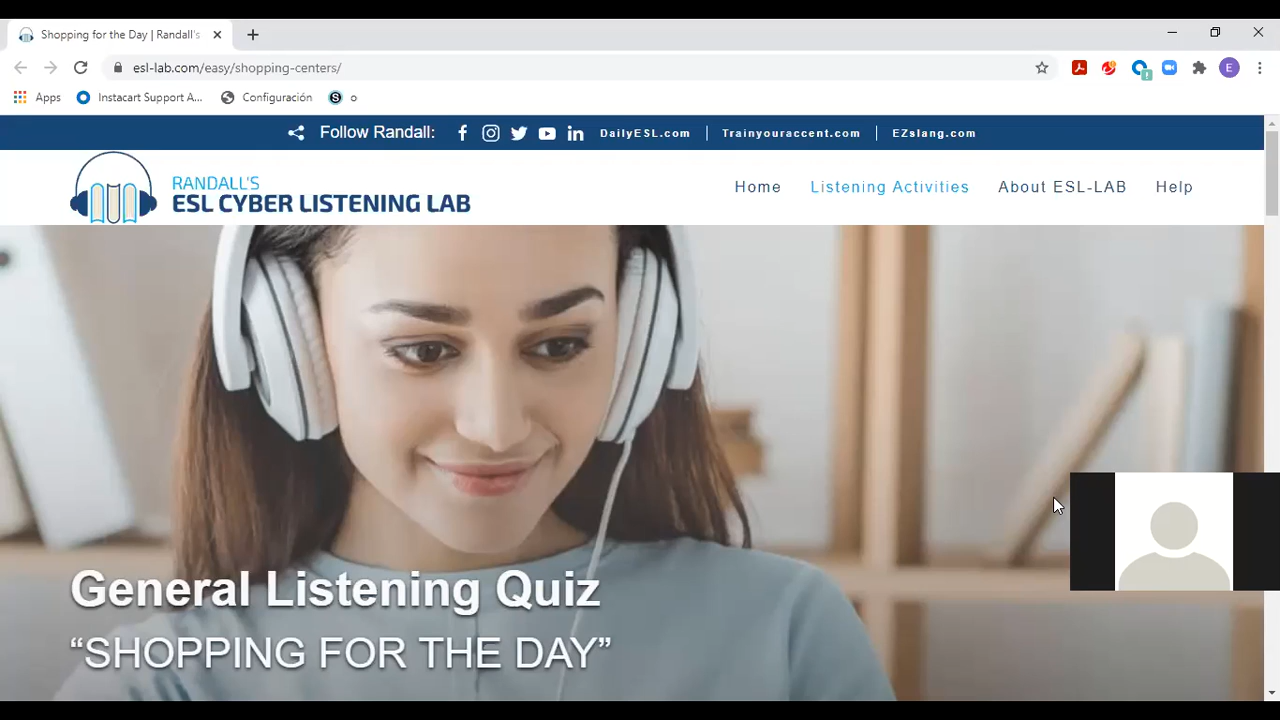 Shopping for the Day | Randall's
esl-lab.com/easy/shopping-centers/
E
Apps
Instacart Support A...
Configuración
S
o
Follow Randall:
DailyESL.com
Trainyouraccent.com
EZslang.com
RANDALL'S
ESL CYBER LISTENING LAB
Home
Listening Activities
About ESL-LAB
Help
General Listening Quiz
“SHOPPING FOR THE DAY”